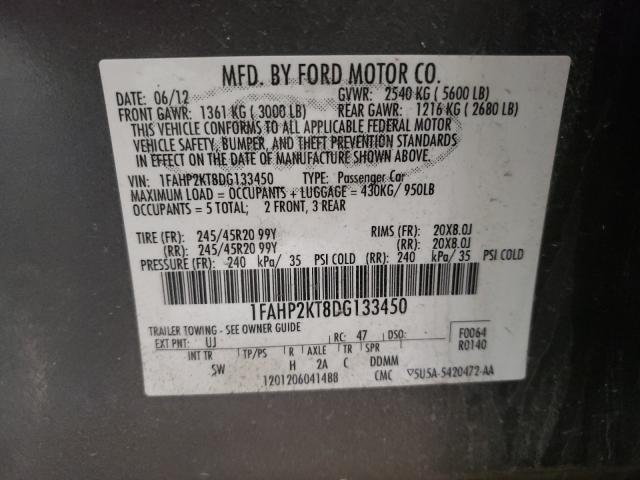 MFD. BY FORD MOTOR CO.
DATE: 06/12 GVWR: 2540 KG (5600 LB)
FRONT GAWR: 1361 KG (3000 LB) REAR GAWR: 1216 KG (2680 LB)
THIS VEHICLE CONFORMS TO ALL APPLICABLE FEDERAL MOTOR
VEHICLE SAFETY, BUMPER, AND THEFT PREVENTION STANDARDS
IN EFFECT ON THE DATE OF MANUFACTURE SHOWN ABOVE.
VIN: 1FAHP2KT8DG133450 TYPE: Passenger Car
MAXIMUM LOAD = OCCUPANTS + LUGGAGE = 430KG/ 950LB
OCCUPANTS = 5 TOTAL; 2 FRONT, 3 REAR
TIRE (FR): 245/45R20 99Y RIMS (FR): 20X8.0J
(RR): 245/45R20 99Y (RR): 20X8.0J
PRESSURE (FR): 240 kPa/ 35 PSI COLD (RR): 240 kPa/ 35 PSI COLD
1FAHP2KT8DG133450
TRAILER TOWING - SEE OWNER GUIDE
EXT PNT: UJ RC: 47 DSO: F0064
INT TR TP/PS R AXLE TR SPR R0140
SW H 2A C DDMM
1201206041488 CMC ▽5U5A-5420472-AA